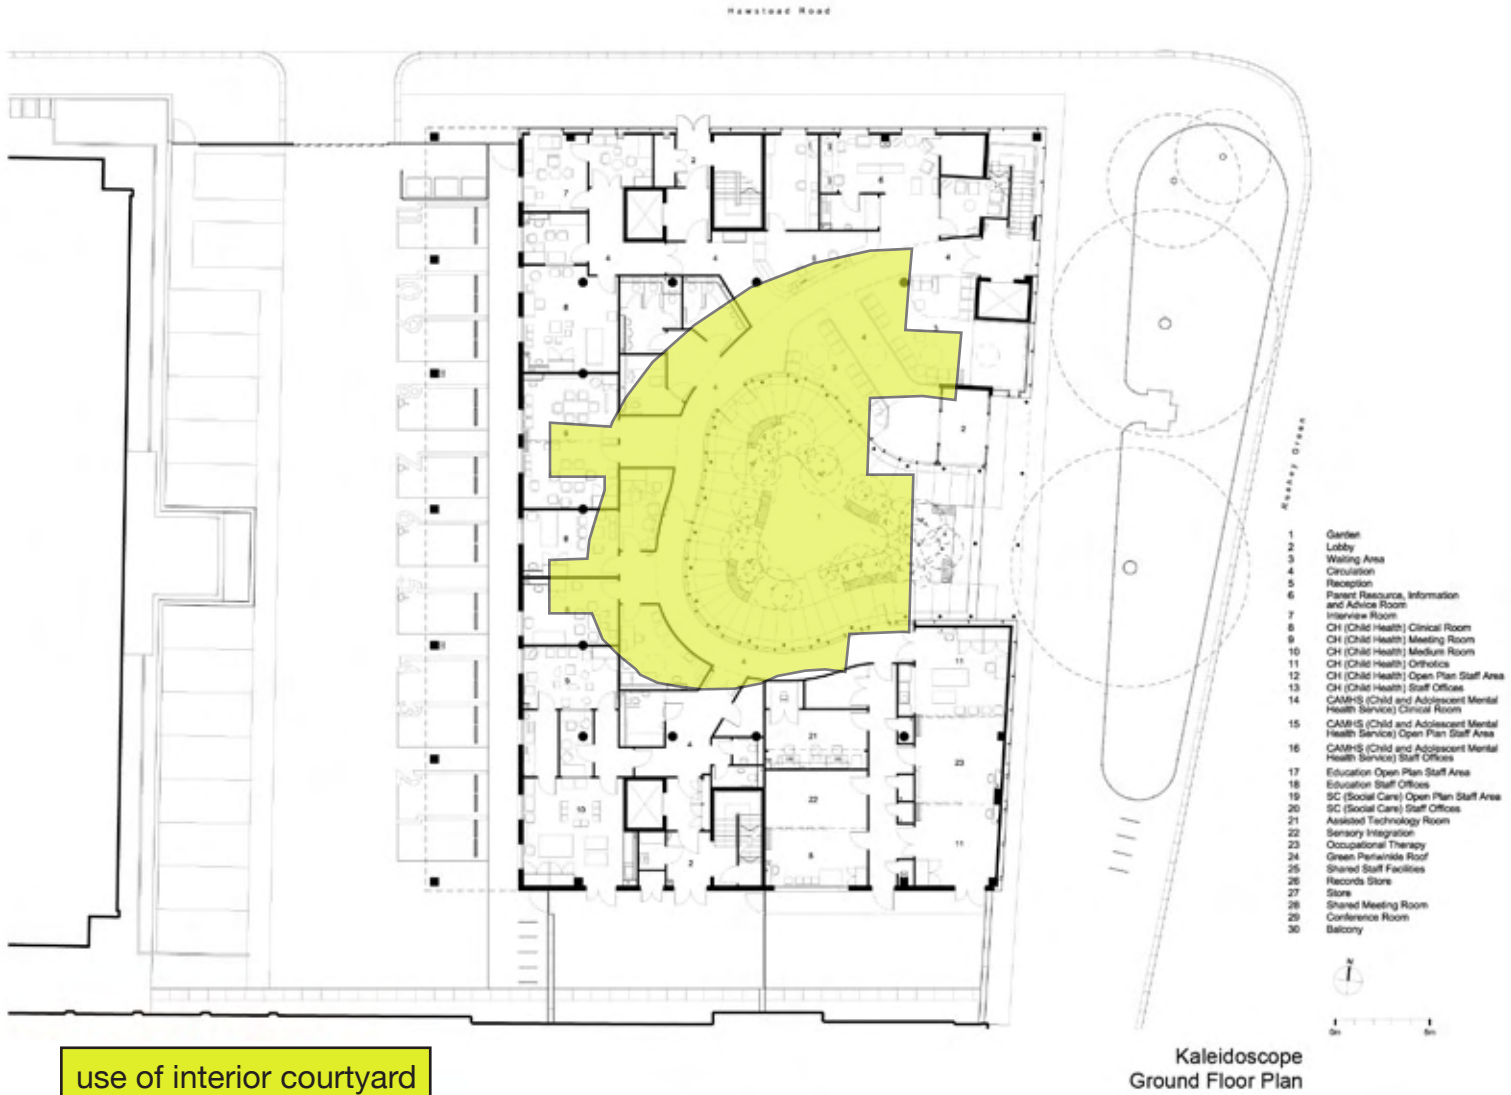 Hawstead Road
Rushey Green
1 Garden
2 Lobby
3 Waiting Area
4 Circulation
5 Reception
6 Parent Resource, Information
and Advice Room
7 Interview Room
8 CH (Child Health) Clinical Room
9 CH (Child Health) Meeting Room
10 CH (Child Health) Medium Room
11 CH (Child Health) Orthotics
12 CH (Child Health) Open Plan Staff Area
13 CH (Child Health) Staff Offices
14 CAMHS (Child and Adolescent Mental
Health Service) Clinical Room
15 CAMHS (Child and Adolescent Mental
Health Service) Open Plan Staff Area
16 CAMHS (Child and Adolescent Mental
Health Service) Staff Offices
17 Education Open Plan Staff Area
18 Education Staff Offices
19 SC (Social Care) Open Plan Staff Area
20 SC (Social Care) Staff Offices
21 Assisted Technology Room
22 Sensory Integration
23 Occupational Therapy
24 Green Periwinkle Roof
25 Shared Staff Facilities
26 Records Store
27 Store
28 Shared Meeting Room
29 Conference Room
30 Balcony
N
0m 5m
Kaleidoscope
Ground Floor Plan
use of interior courtyard